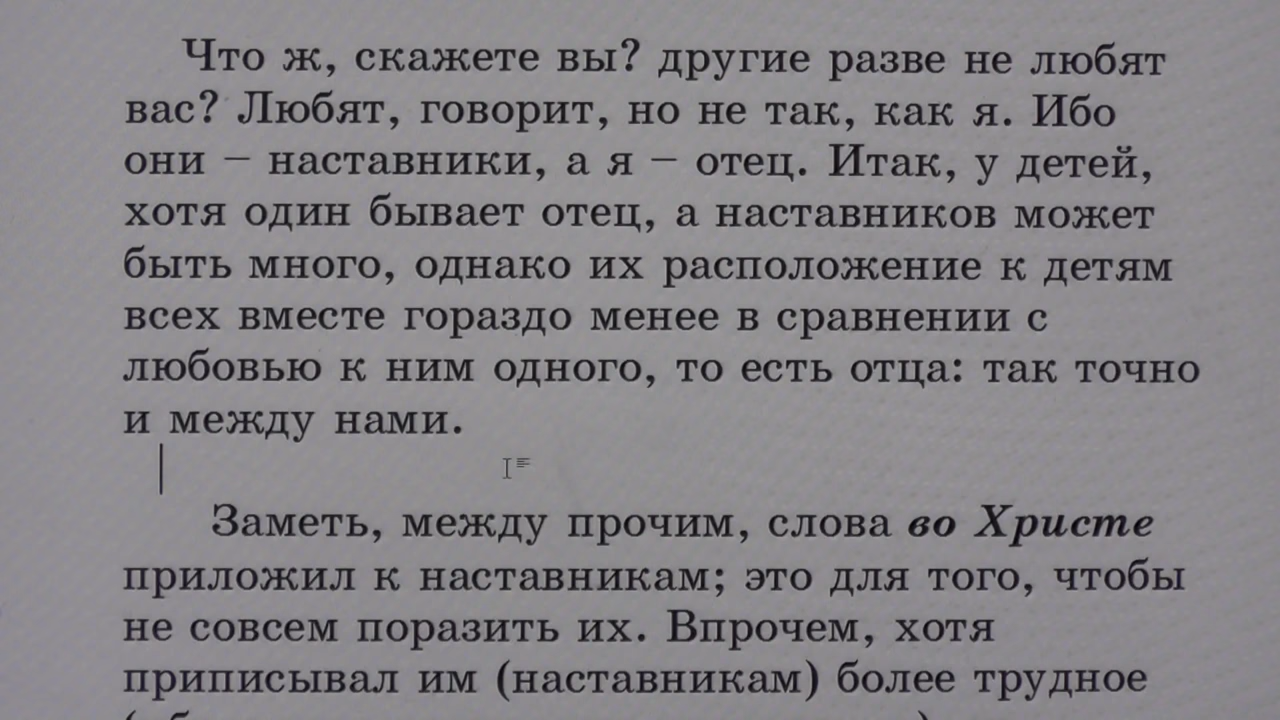 Что ж, скажете вы? другие разве не любят
вас? Любят, говорит, но не так, как я. Ибо
они – наставники, а я – отец. Итак, у детей,
хотя один бывает отец, а наставников может
быть много, однако их расположение к детям
всех вместе гораздо менее в сравнении с
любовью к ним одного, то есть отца: так точно
и между нами.
Заметь, между прочим, слова во Христе
приложил к наставникам; это для того, чтобы
не совсем поразить их. Впрочем, хотя
приписывал им (наставникам) более трудное